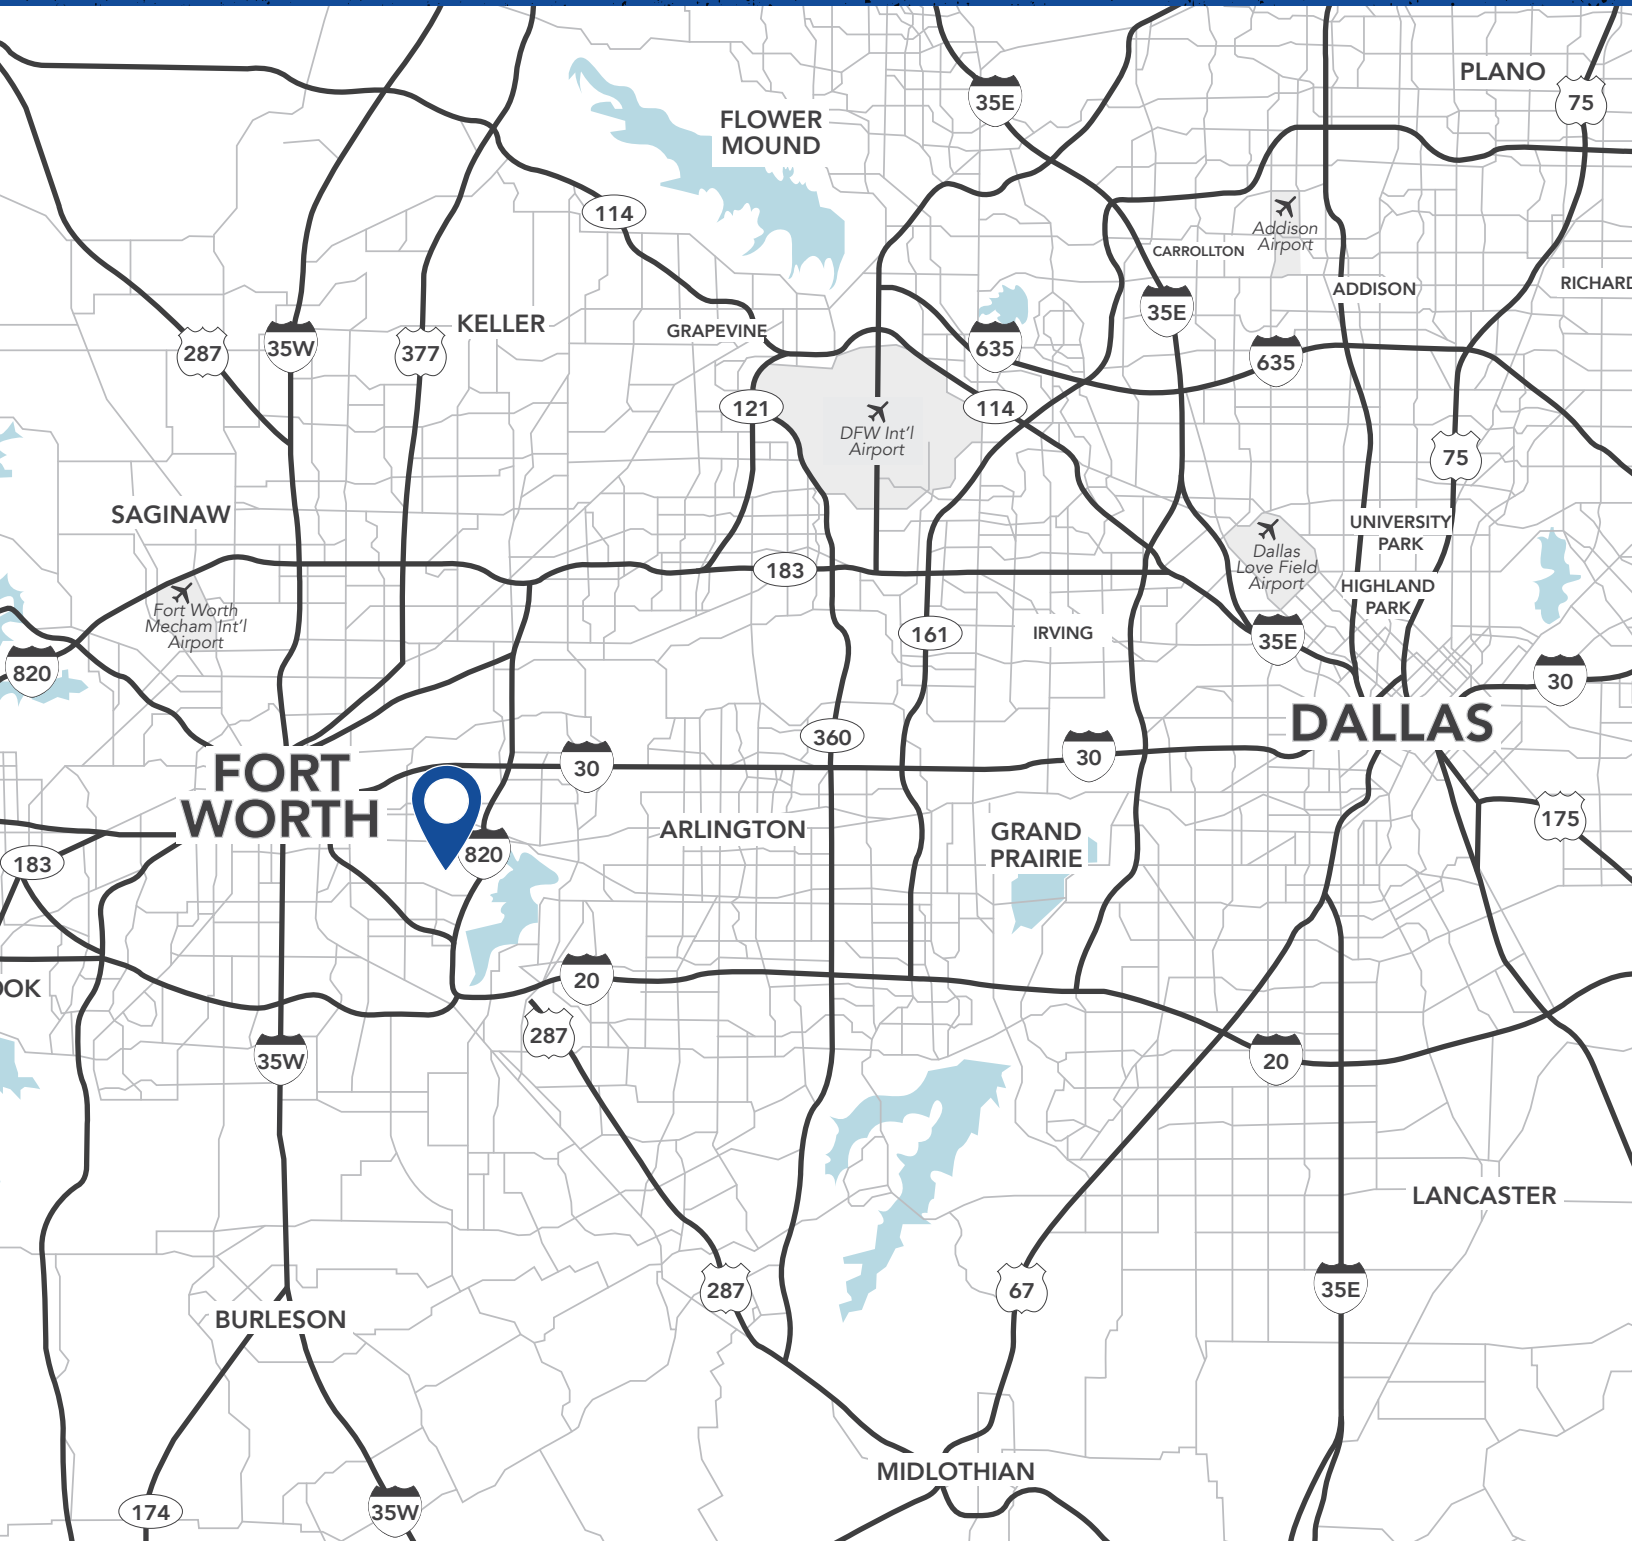 PLANO
75
35E
FLOWER
MOUND
114
Addison
Airport
CARROLLTON
ADDISON
RICHARD
35E
KELLER
GRAPEVINE
287
35W
377
635
635
121
114
DFW Int'l
Airport
75
SAGINAW
UNIVERSITY
PARK
Dallas
Love Field
Airport
183
HIGHLAND
PARK
Fort Worth
Mecham Int'l
Airport
161
IRVING
35E
820
30
DALLAS
360
30
30
FORT
WORTH
ARLINGTON
GRAND
PRAIRIE
175
820
183
20
OOK
287
35W
20
LANCASTER
287
67
35E
BURLESON
MIDLOTHIAN
174
35W